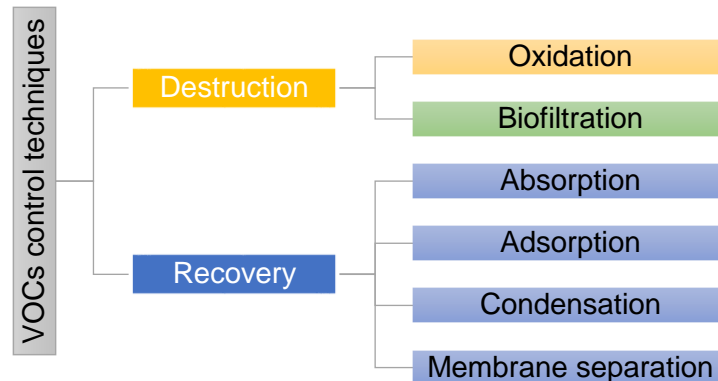 VOCs control techniques
Destruction
Oxidation
Biofiltration
Recovery
Absorption
Adsorption
Condensation
Membrane separation